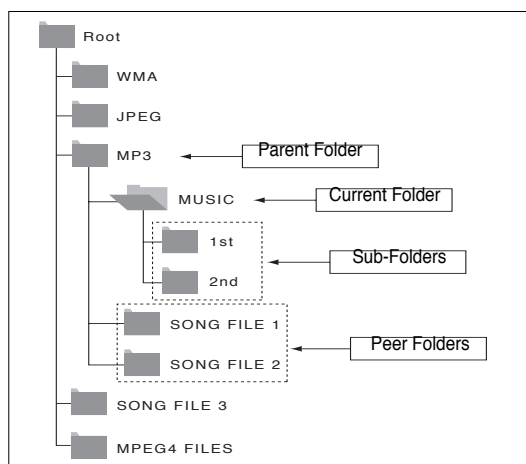 Root
WMA
JPEG
MP3
Parent Folder
MUSIC
Current Folder
1st
Sub-Folders
2nd
SONG FILE 1
Peer Folders
SONG FILE 2
SONG FILE 3
MPEG4 FILES